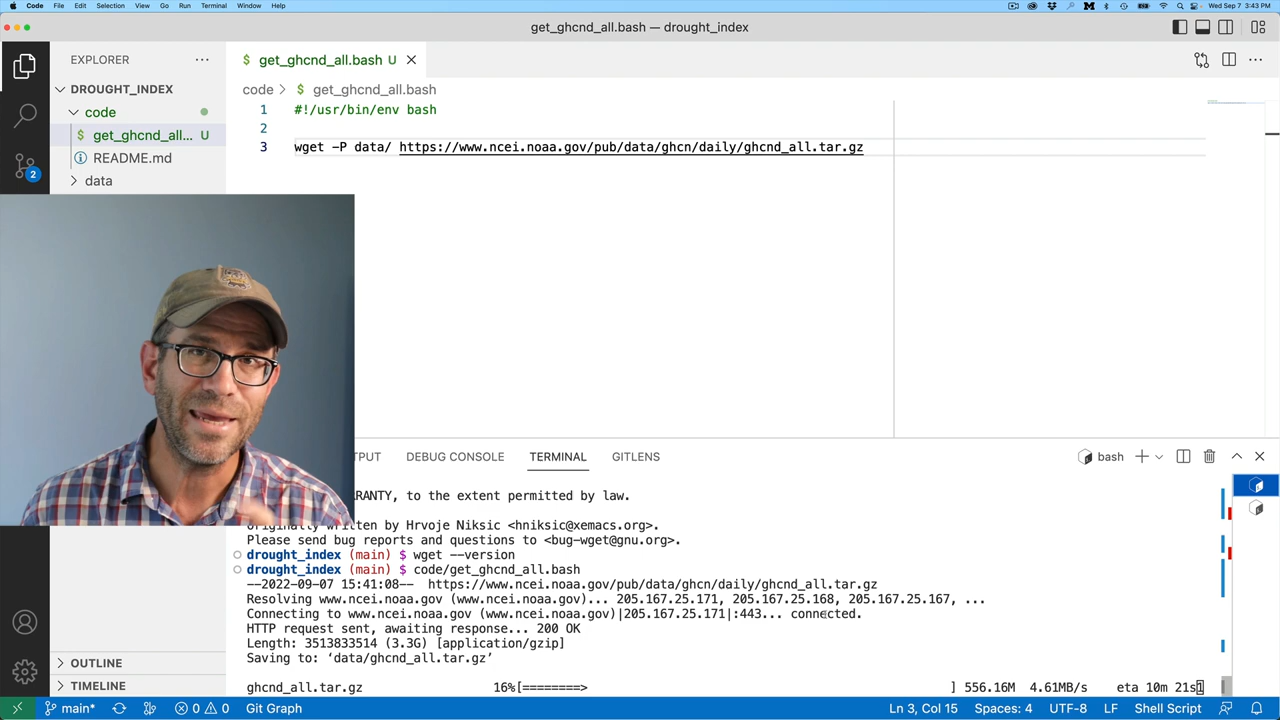 Code File Edit Selection View Go Run Terminal Window Help Wed Sep 7 3:43 PM
get_ghcnd_all.bash — drought_index
EXPLORER
$ get_ghcnd_all.bash U
DROUGHT_INDEX
code > $ get_ghcnd_all.bash
code
1 #!/usr/bin/env bash
2
$ get_ghcnd_all... U
3 wget -P data/ https://www.ncei.noaa.gov/pub/data/ghcn/daily/ghcnd_all.tar.gz
README.md
2
data
PUT DEBUG CONSOLE TERMINAL GITLENS bash
RANTY, to the extent permitted by law.
Originally written by Hrvoje Niksic <hniksic@xemacs.org>.
Please send bug reports and questions to <bug-wget@gnu.org>.
drought_index (main) $ wget --version
drought_index (main) $ code/get_ghcnd_all.bash
--2022-09-07 15:41:08-- https://www.ncei.noaa.gov/pub/data/ghcn/daily/ghcnd_all.tar.gz
Resolving www.ncei.noaa.gov (www.ncei.noaa.gov)... 205.167.25.171, 205.167.25.168, 205.167.25.167, ...
Connecting to www.ncei.noaa.gov (www.ncei.noaa.gov)|205.167.25.171|:443... connected.
HTTP request sent, awaiting response... 200 OK
Length: 3513833514 (3.3G) [application/gzip]
Saving to: ‘data/ghcnd_all.tar.gz’
ghcnd_all.tar.gz 16%[========> ] 556.16M 4.61MB/s eta 10m 21s
OUTLINE
TIMELINE
main* 0 0 Git Graph Ln 3, Col 15 Spaces: 4 UTF-8 LF Shell Script